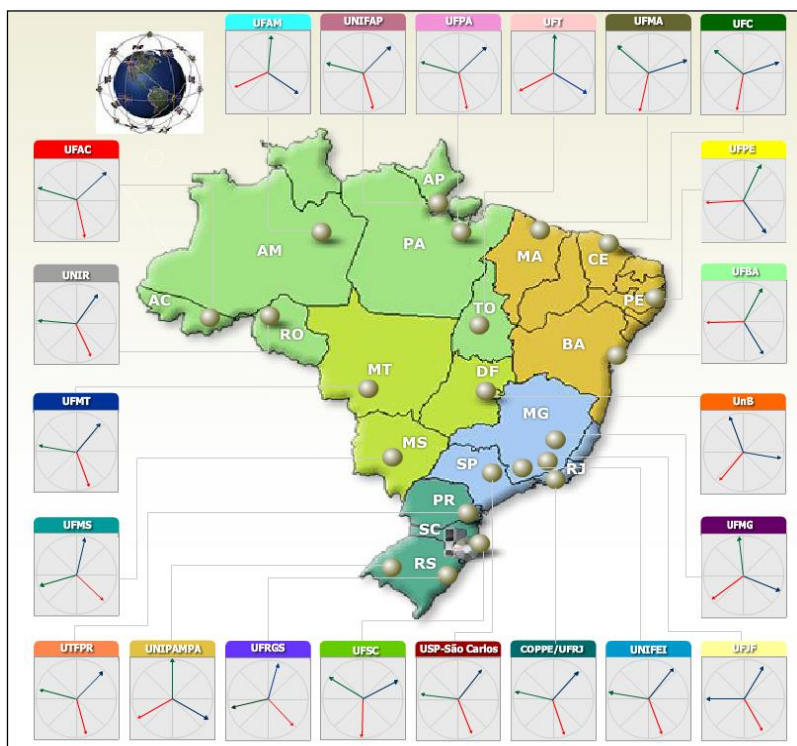 UFAM
UNIFAP
UFPA
UFT
UFMA
UFC
UFAC
UFPE
AP
AM
PA
MA
CE
UNIR
PE
UFBA
AC
TO
RO
BA
MT
DF
UFMT
UnB
MG
MS
SP
RJ
PR
UFMS
SC
UFMG
RS
UTFPR
UNIPAMPA
UFRGS
UFSC
USP-São Carlos
COPPE/UFRJ
UNIFEI
UFJF